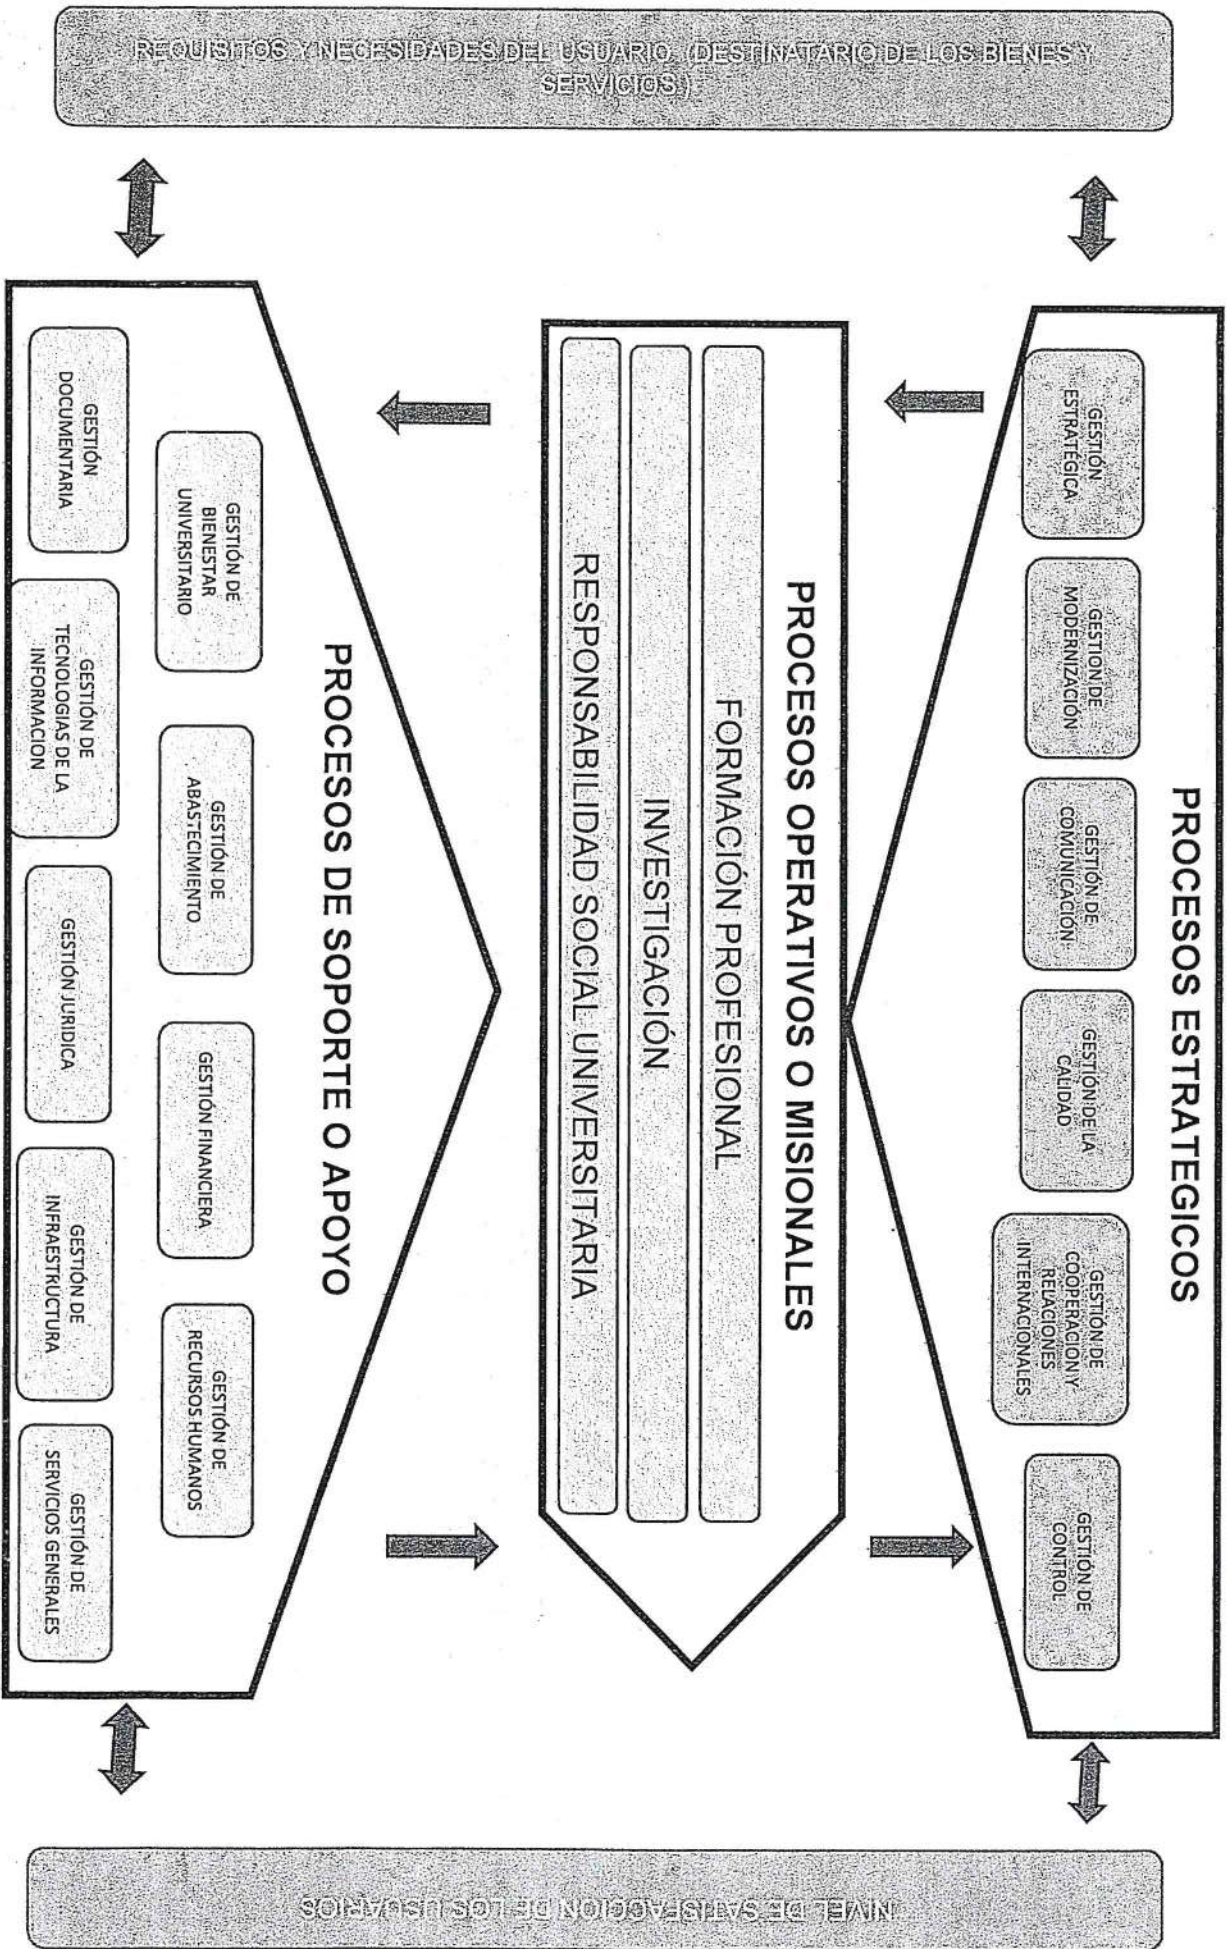 REQUISITOS Y NECESIDADES DEL USUARIO (DESTINATARIO DE LOS BIENES Y
SERVICIOS )
PROCESOS ESTRATEGICOS
GESTIÓN
ESTRATÉGICA
GESTION DE
MODERNIZACIÓN
GESTIÓN DE
COMUNICACIÓN
GESTIÓN DE LA
CALIDAD
GESTIÓN DE
COOPERACION Y
RELACIONES
INTERNACIONALES
GESTIÓN DE
CONTROL
PROCESOS OPERATIVOS O MISIONALES
FORMACIÓN PROFESIONAL
INVESTIGACIÓN
RESPONSABILIDAD SOCIAL UNIVERSITARIA
PROCESOS DE SOPORTE O APOYO
GESTIÓN DE
BIENESTAR
UNIVERSITARIO
GESTIÓN DE
ABASTECIMIENTO
GESTIÓN FINANCIERA
GESTIÓN DE
RECURSOS HUMANOS
GESTIÓN
DOCUMENTARIA
GESTIÓN DE
TECNOLOGIAS DE LA
INFORMACION
GESTIÓN JURIDICA
GESTIÓN DE
INFRAESTRUCTURA
GESTIÓN DE
SERVICIOS GENERALES
NIVEL DE SATISFACCION DE LOS USUARIOS